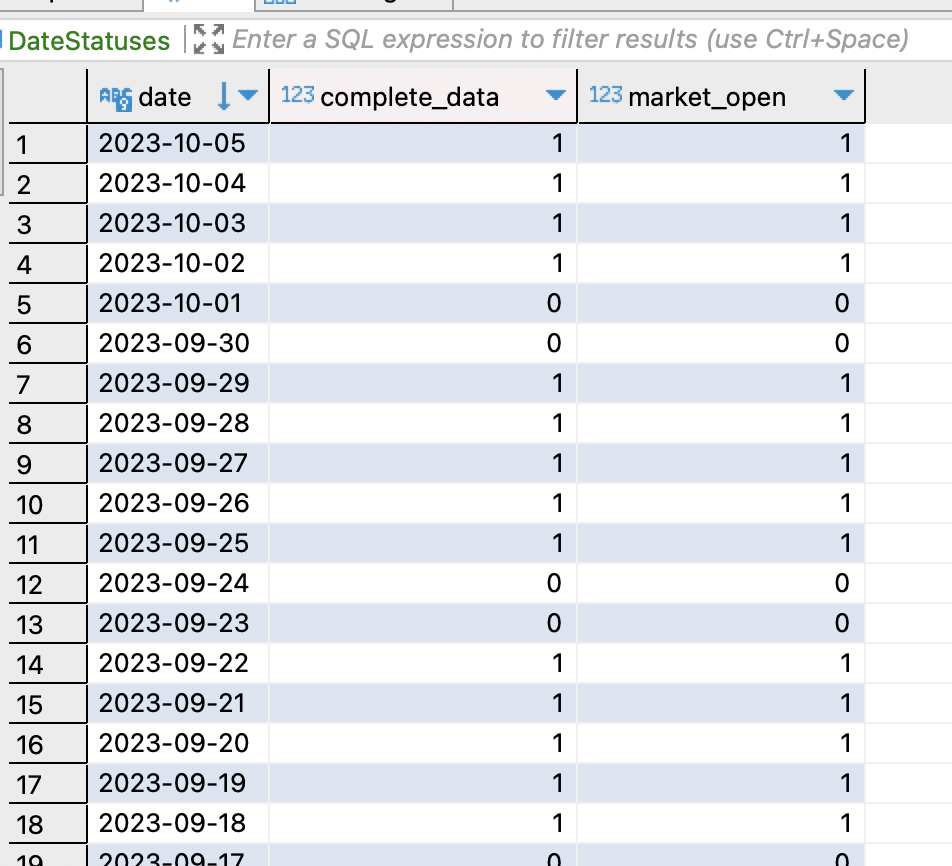 DateStatuses Enter a SQL expression to filter results (use Ctrl+Space)
ABC date 123 complete_data 123 market_open
1 2023-10-05 1 1
2 2023-10-04 1 1
3 2023-10-03 1 1
4 2023-10-02 1 1
5 2023-10-01 0 0
6 2023-09-30 0 0
7 2023-09-29 1 1
8 2023-09-28 1 1
9 2023-09-27 1 1
10 2023-09-26 1 1
11 2023-09-25 1 1
12 2023-09-24 0 0
13 2023-09-23 0 0
14 2023-09-22 1 1
15 2023-09-21 1 1
16 2023-09-20 1 1
17 2023-09-19 1 1
18 2023-09-18 1 1
19 2023-09-17 0 0